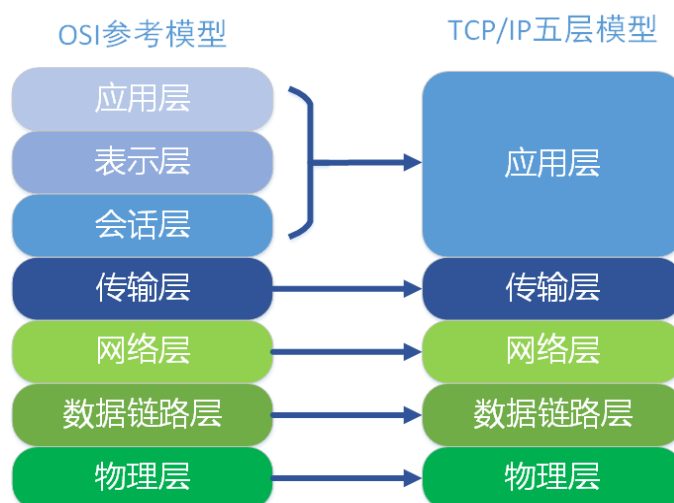 OSI参考模型
TCP/IP五层模型
应用层
表示层
会话层
传输层
网络层
数据链路层
物理层
应用层
传输层
网络层
数据链路层
物理层